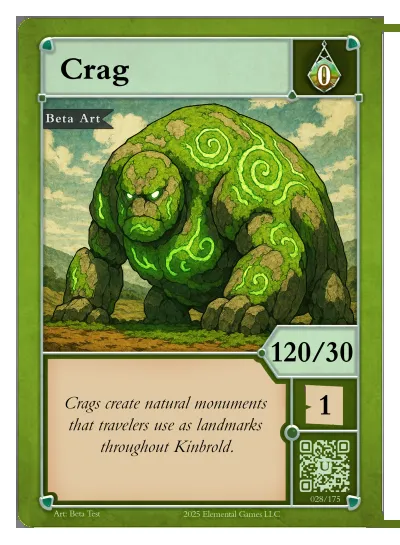 Crag
0
Beta Art
120/30
Crags create natural monuments
that travelers use as landmarks
throughout Kinbrold.
1
U
028/175
Art: Beta Test
2025 Elemental Games LLC